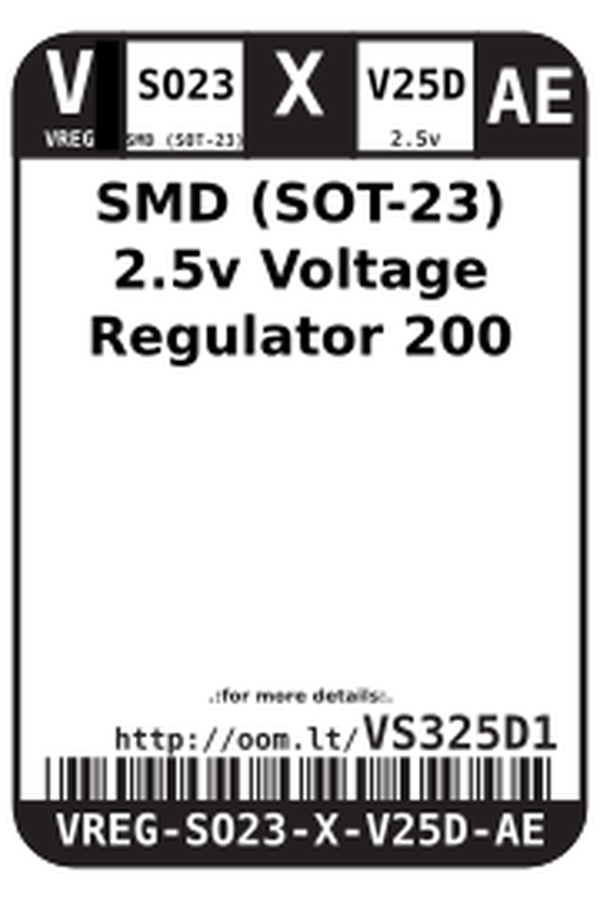 V S023 X V25D AE
VREG SMD (SOT-23) 2.5v
SMD (SOT-23)
2.5v Voltage
Regulator 200
.:for more details:.
http://oom.lt/VS325D1
VREG-S023-X-V25D-AE